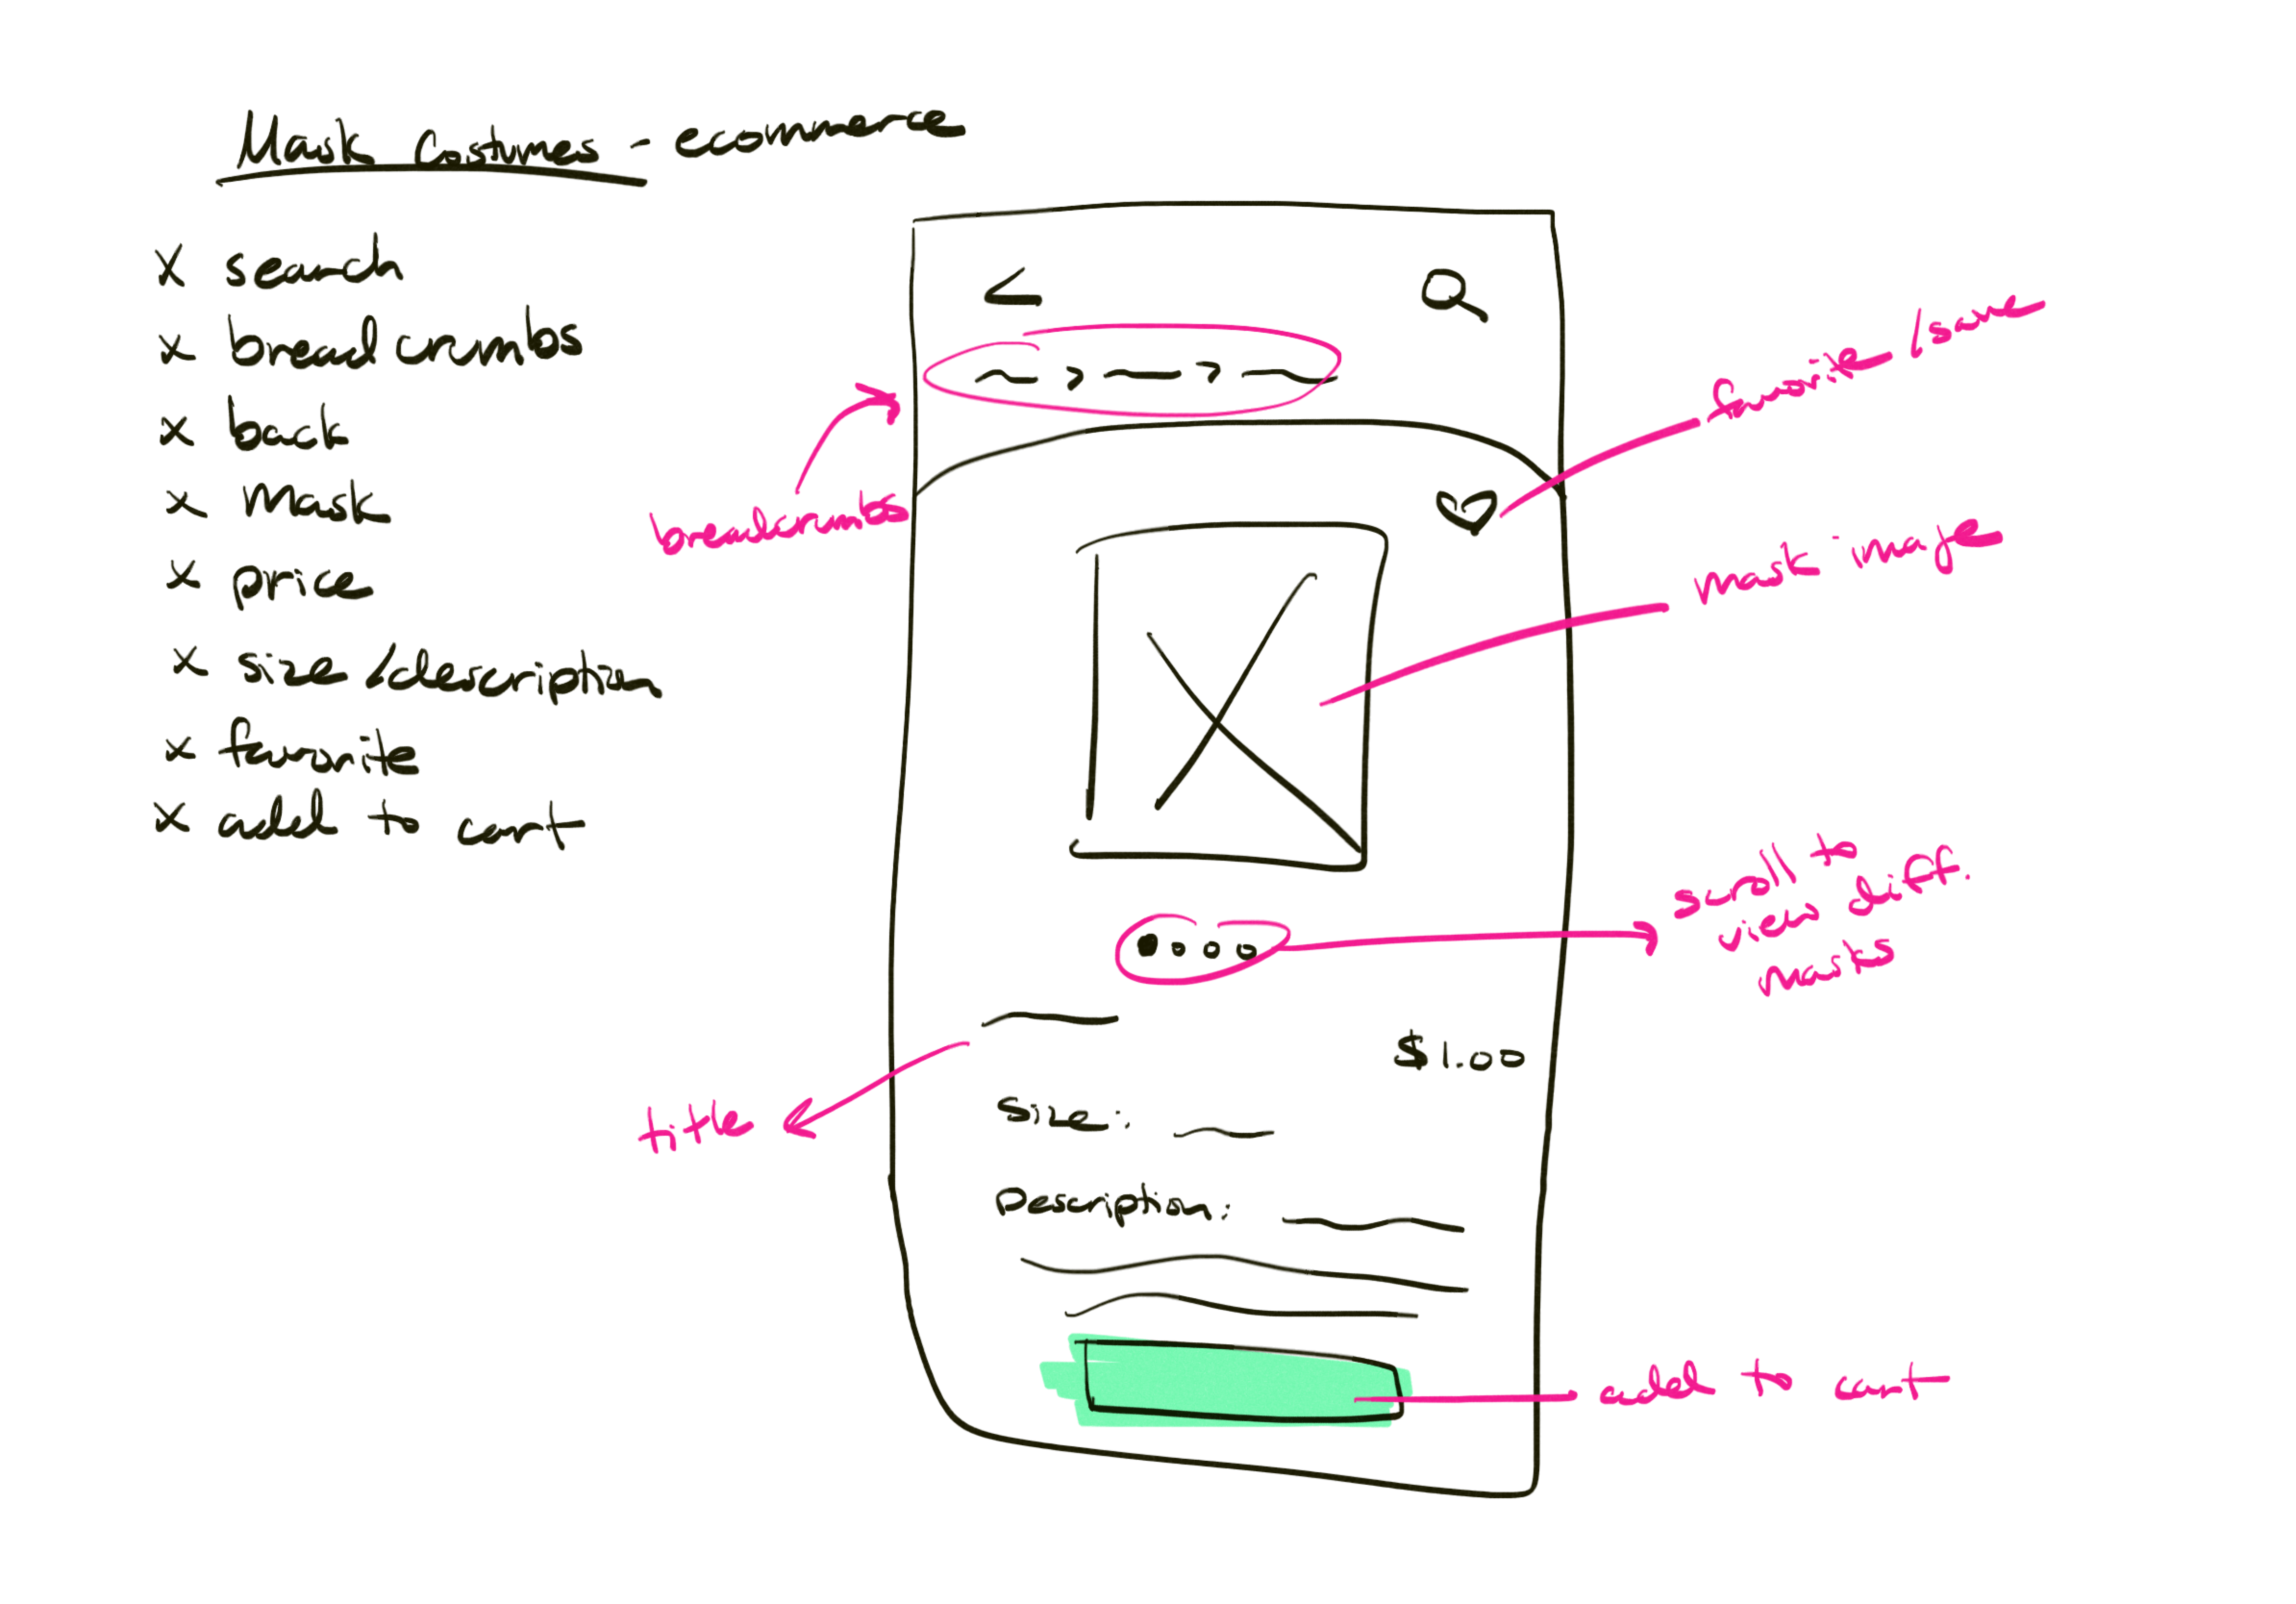 Mask Costumes - ecommerce
x search
x breadcrumbs
x back
x Mask
x price
x size/description
x favorite
x add to cart
< Q
~ > ~ > ~
breadcrumbs
favorite/save
mask image
scroll to
view diff.
masks
title
$1.00
Size:
Description:
add to cart